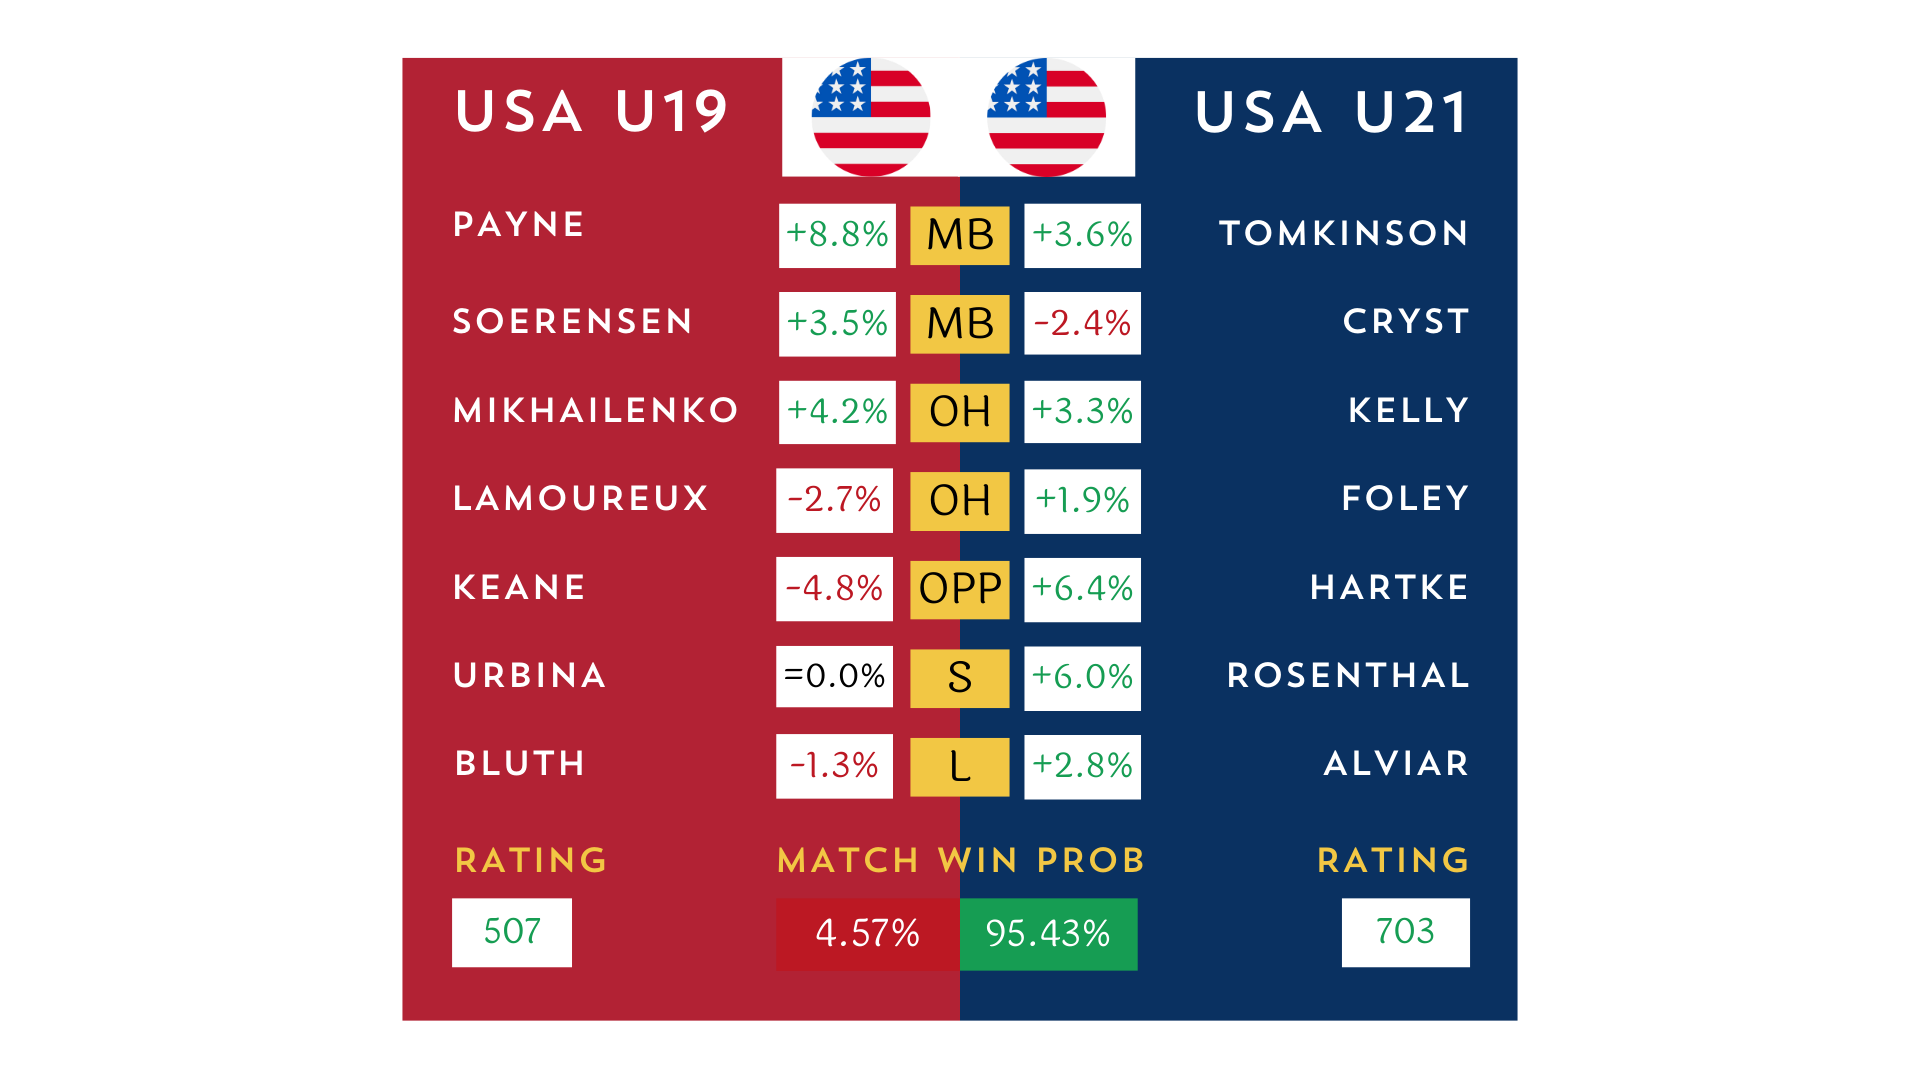 USA U19 USA U21
PAYNE +8.8% MB +3.6% TOMKINSON
SOERENSEN +3.5% MB -2.4% CRYST
MIKHAILENKO +4.2% OH +3.3% KELLY
LAMOUREUX -2.7% OH +1.9% FOLEY
KEANE -4.8% OPP +6.4% HARTKE
URBINA =0.0% S +6.0% ROSENTHAL
BLUTH -1.3% L +2.8% ALVIAR
RATING MATCH WIN PROB RATING
507 4.57% 95.43% 703